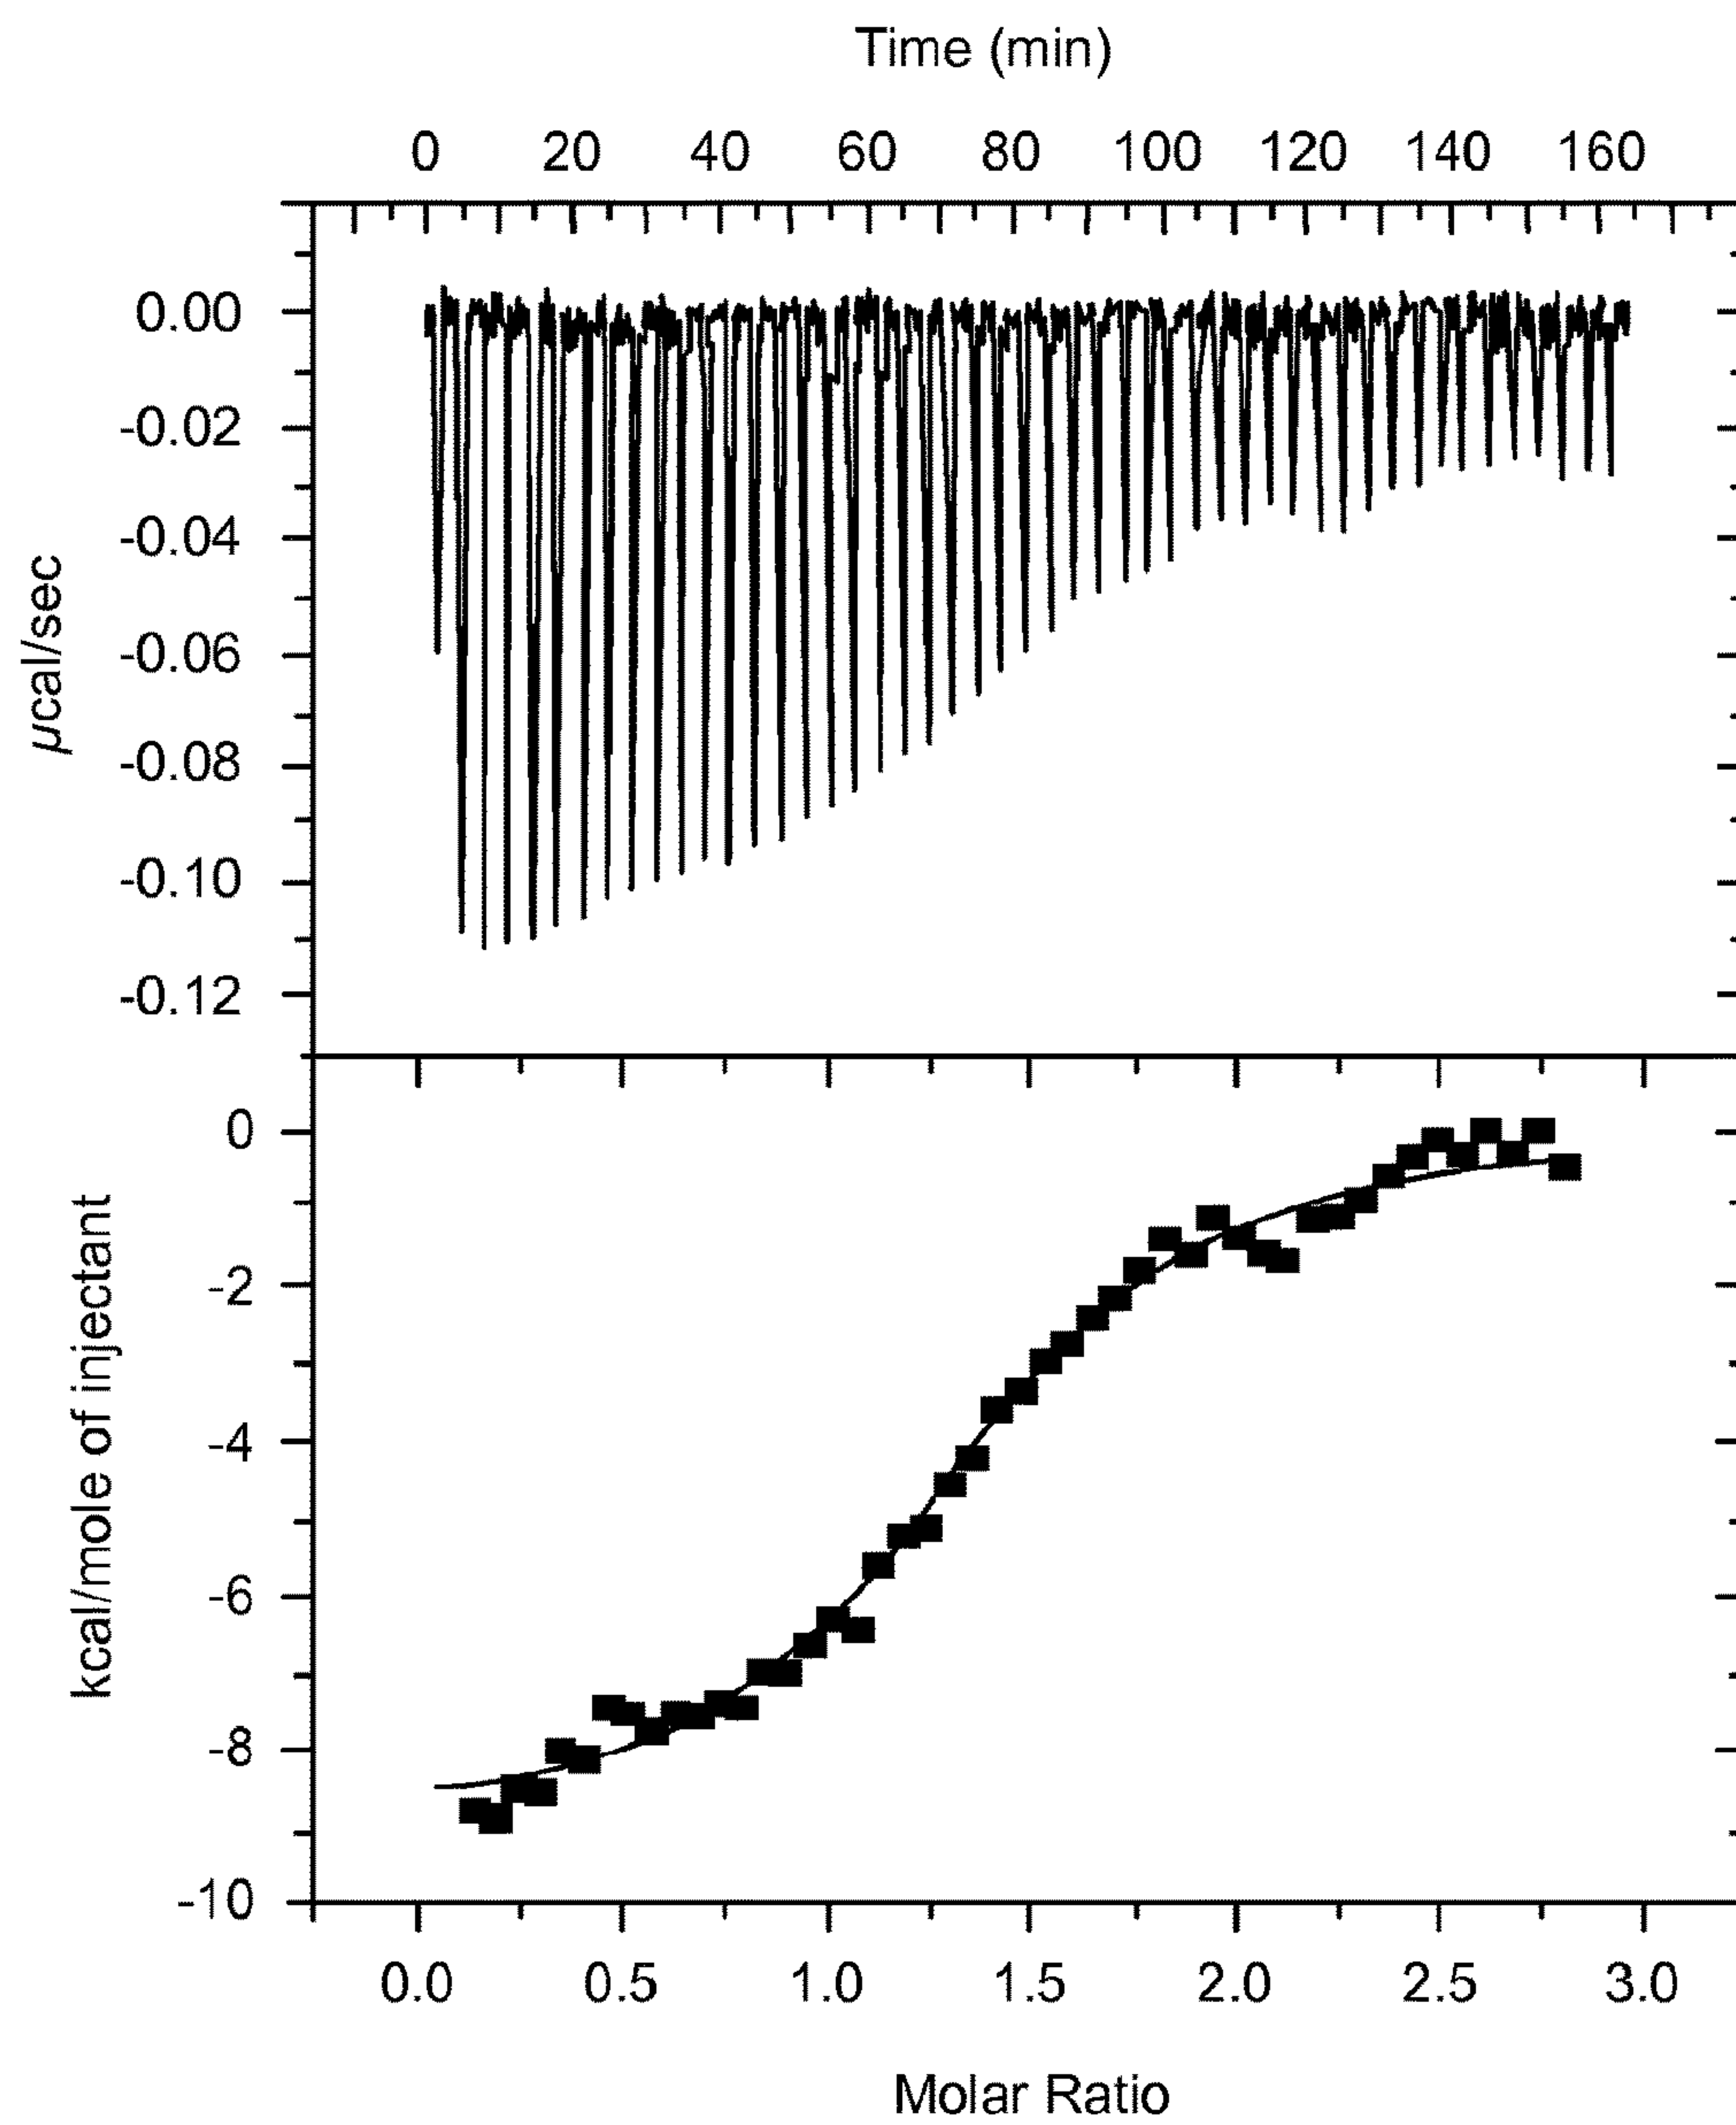 Time (min)
0 20 40 60 80 100 120 140 160
0.00
-0.02
-0.04
-0.06
-0.08
-0.10
-0.12
µcal/sec
0
-2
-4
-6
-8
-10
kcal/mole of injectant
0.0 0.5 1.0 1.5 2.0 2.5 3.0
Molar Ratio